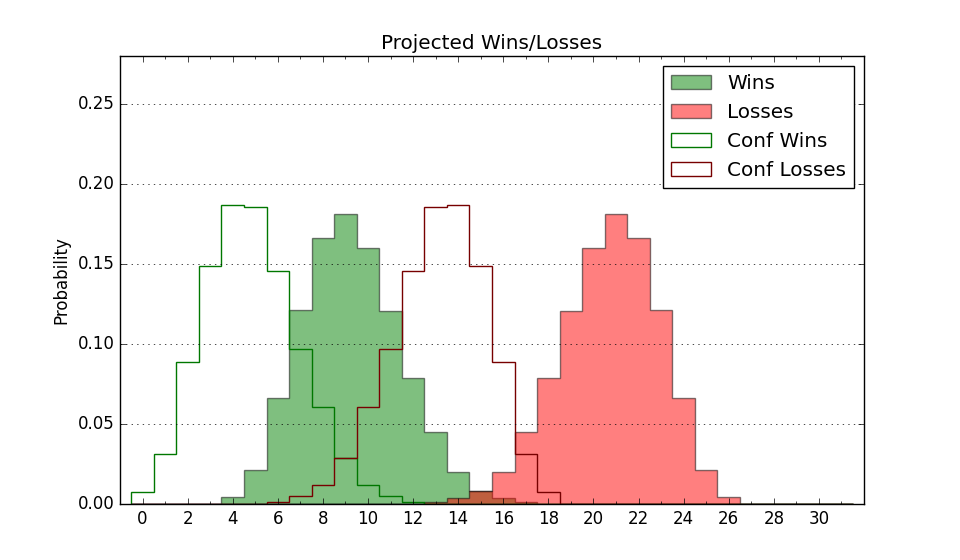 Projected Wins/Losses
Wins
Losses
Conf Wins
Conf Losses
Probability
0.25
0.20
0.15
0.10
0.05
0.00
0 2 4 6 8 10 12 14 16 18 20 22 24 26 28 30